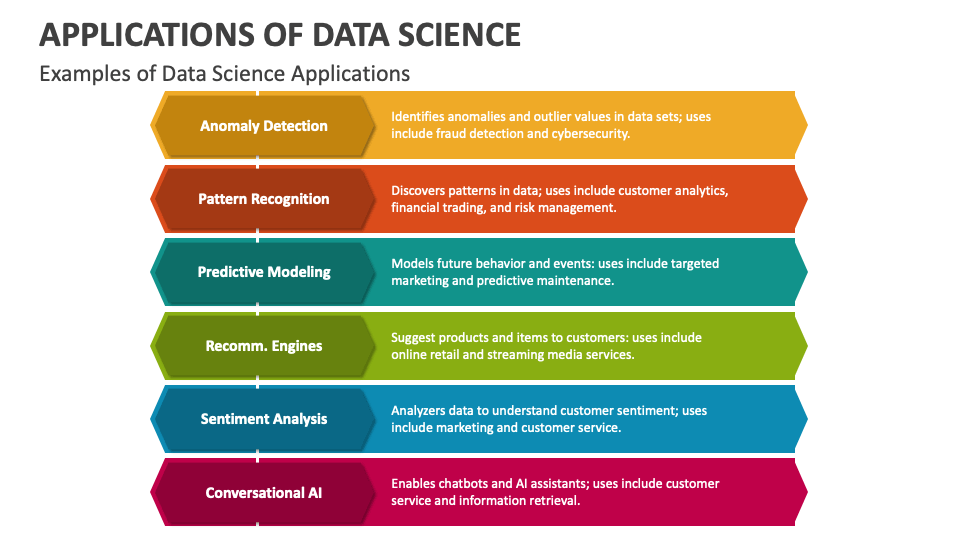 APPLICATIONS OF DATA SCIENCE
Examples of Data Science Applications
Anomaly Detection
Identifies anomalies and outlier values in data sets; uses
include fraud detection and cybersecurity.
Pattern Recognition
Discovers patterns in data; uses include customer analytics,
financial trading, and risk management.
Predictive Modeling
Models future behavior and events: uses include targeted
marketing and predictive maintenance.
Recomm. Engines
Suggest products and items to customers: uses include
online retail and streaming media services.
Sentiment Analysis
Analyzers data to understand customer sentiment; uses
include marketing and customer service.
Conversational AI
Enables chatbots and AI assistants; uses include customer
service and information retrieval.